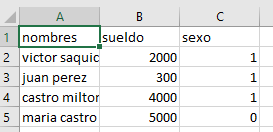 A B C
1 nombres sueldo sexo
2 victor saquic 2000 1
3 juan perez 300 1
4 castro miltor 4000 1
5 maria castro 5000 0